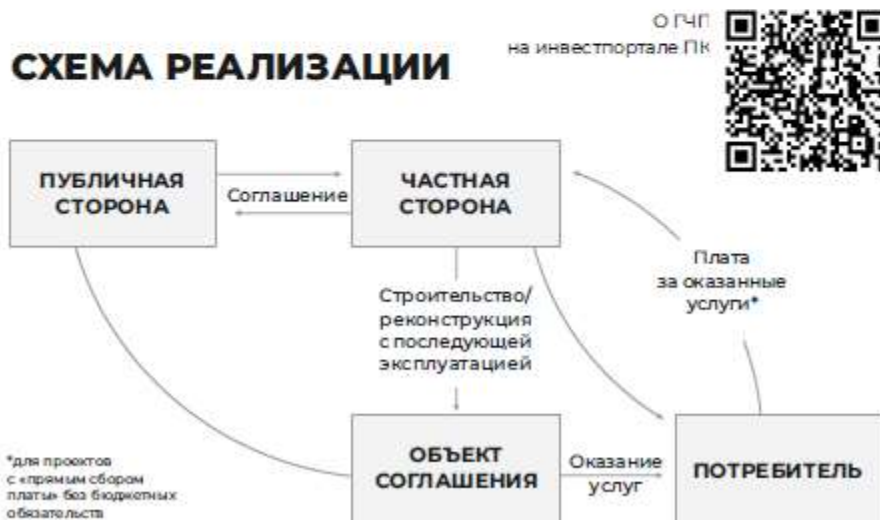 О ГЧП
на инвестпортале ПК
СХЕМА РЕАЛИЗАЦИИ
ПУБЛИЧНАЯ
СТОРОНА
Соглашение
ЧАСТНАЯ
СТОРОНА
Плата
за оказанные
услуги*
Строительство/
реконструкция
с последующей
эксплуатацией
ОБЪЕКТ
СОГЛАШЕНИЯ
Оказание
услуг
ПОТРЕБИТЕЛЬ
*для проектов
с «прямым сбором
платы» без бюджетных
обязательств